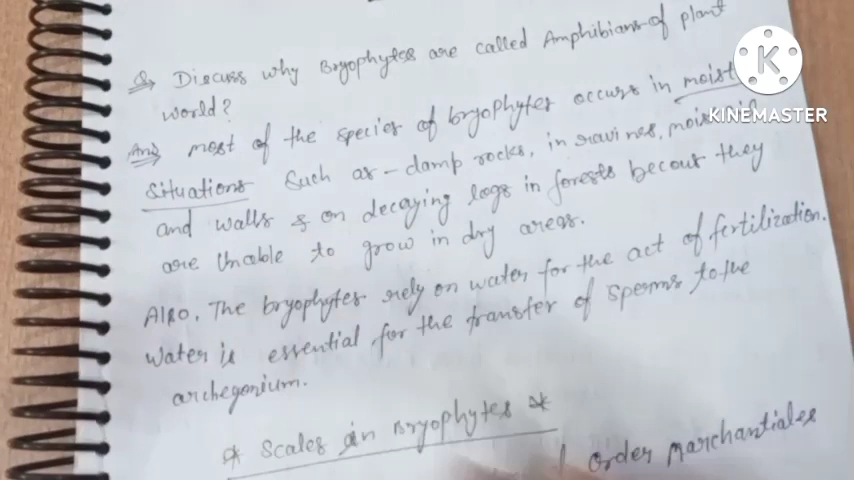 Q⇒ Discuss why Bryophytes are called Amphibians of plant
world?
Ans⇒ most of the species of bryophytes occurs in moist
situations such as - damp rocks, in ravines, moist
and walls & on decaying logs in forests becous they
are unable to grow in dry areas.
Also, The bryophytes rely on water for the act of fertilization.
Water is essential for the transfer of sperms to the
archegonium.
* Scales in Bryophytes *
order Marchantiales
K
KINEMASTER